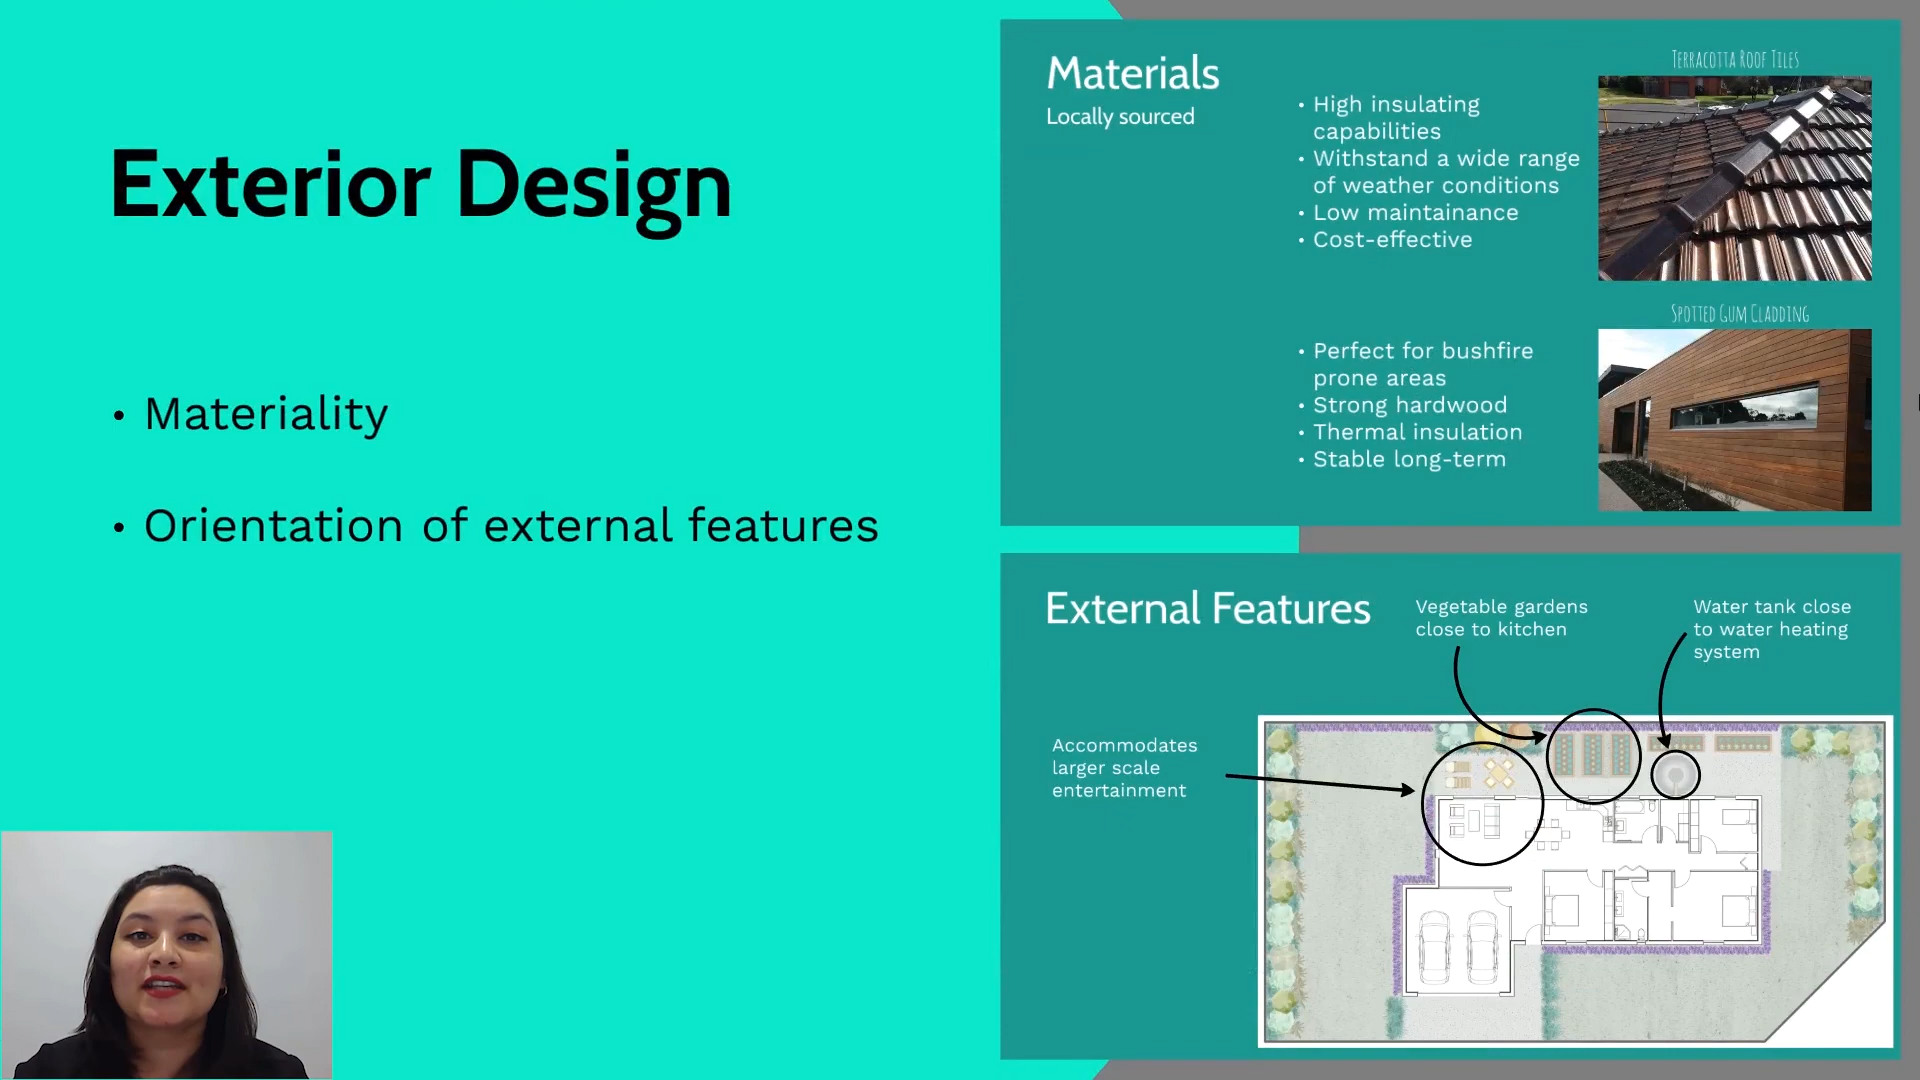 Exterior Design
• Materiality
• Orientation of external features
Materials
Locally sourced
• High insulating
capabilities
• Withstand a wide range
of weather conditions
• Low maintainance
• Cost-effective
Terracotta Roof Tiles
• Perfect for bushfire
prone areas
• Strong hardwood
• Thermal insulation
• Stable long-term
Spotted Gum Cladding
External Features
Vegetable gardens
close to kitchen
Water tank close
to water heating
system
Accommodates
larger scale
entertainment